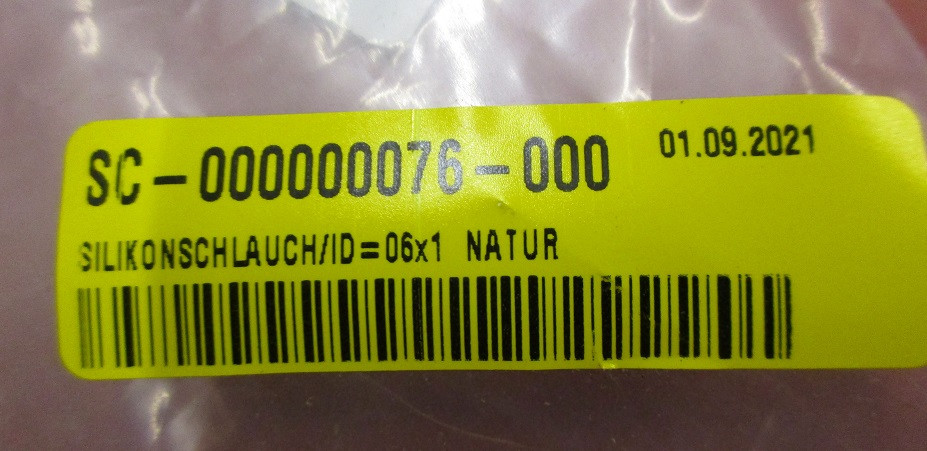 SC-000000076-000 01.09.2021
SILIKONSCHLAUCH/ID=06x1 NATUR